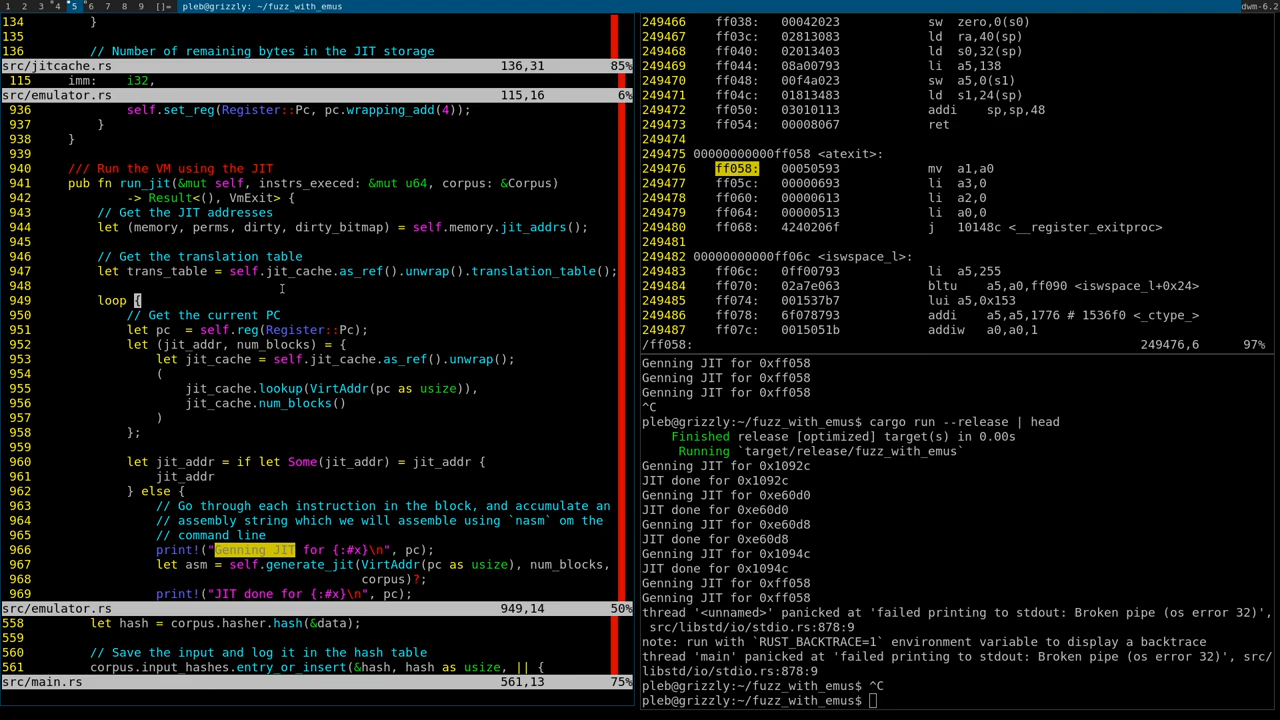 1 2 3 4 5 6 7 8 9 []= pleb@grizzly: ~/fuzz_with_emus dwm-6.2
134 }
135
136 // Number of remaining bytes in the JIT storage
src/jitcache.rs 136,31 85%
115 imm: i32,
src/emulator.rs 115,16 6%
936 self.set_reg(Register::Pc, pc.wrapping_add(4));
937 }
938 }
939
940 /// Run the VM using the JIT
941 pub fn run_jit(&mut self, instrs_execed: &mut u64, corpus: &Corpus)
942 -> Result<(), VmExit> {
943 // Get the JIT addresses
944 let (memory, perms, dirty, dirty_bitmap) = self.memory.jit_addrs();
945
946 // Get the translation table
947 let trans_table = self.jit_cache.as_ref().unwrap().translation_table();
948
949 loop {
950 // Get the current PC
951 let pc = self.reg(Register::Pc);
952 let (jit_addr, num_blocks) = {
953 let jit_cache = self.jit_cache.as_ref().unwrap();
954 (
955 jit_cache.lookup(VirtAddr(pc as usize)),
956 jit_cache.num_blocks()
957 )
958 };
959
960 let jit_addr = if let Some(jit_addr) = jit_addr {
961 jit_addr
962 } else {
963 // Go through each instruction in the block, and accumulate an
964 // assembly string which we will assemble using `nasm` om the
965 // command line
966 print!("Genning JIT for {:#x}\n", pc);
967 let asm = self.generate_jit(VirtAddr(pc as usize), num_blocks,
968 corpus)?;
969 print!("JIT done for {:#x}\n", pc);
src/emulator.rs 949,14 50%
558 let hash = corpus.hasher.hash(&data);
559
560 // Save the input and log it in the hash table
561 corpus.input_hashes.entry_or_insert(&hash, hash as usize, || {
src/main.rs 561,13 75%
249466 ff038: 00042023 sw zero,0(s0)
249467 ff03c: 02813083 ld ra,40(sp)
249468 ff040: 02013403 ld s0,32(sp)
249469 ff044: 08a00793 li a5,138
249470 ff048: 00f4a023 sw a5,0(s1)
249471 ff04c: 01813483 ld s1,24(sp)
249472 ff050: 03010113 addi sp,sp,48
249473 ff054: 00008067 ret
249474
249475 00000000000ff058 <atexit>:
249476 ff058: 00050593 mv a1,a0
249477 ff05c: 00000693 li a3,0
249478 ff060: 00000613 li a2,0
249479 ff064: 00000513 li a0,0
249480 ff068: 4240206f j 10148c <__register_exitproc>
249481
249482 00000000000ff06c <iswspace_l>:
249483 ff06c: 0ff00793 li a5,255
249484 ff070: 02a7e063 bltu a5,a0,ff090 <iswspace_l+0x24>
249485 ff074: 001537b7 lui a5,0x153
249486 ff078: 6f078793 addi a5,a5,1776 # 1536f0 <_ctype_>
249487 ff07c: 0015051b addiw a0,a0,1
/ff058: 249476,6 97%
Genning JIT for 0xff058
Genning JIT for 0xff058
Genning JIT for 0xff058
^C
pleb@grizzly:~/fuzz_with_emus$ cargo run --release | head
Finished release [optimized] target(s) in 0.00s
Running `target/release/fuzz_with_emus`
Genning JIT for 0x1092c
JIT done for 0x1092c
Genning JIT for 0xe60d0
JIT done for 0xe60d0
Genning JIT for 0xe60d8
JIT done for 0xe60d8
Genning JIT for 0x1094c
JIT done for 0x1094c
Genning JIT for 0xff058
Genning JIT for 0xff058
thread '<unnamed>' panicked at 'failed printing to stdout: Broken pipe (os error 32)',
src/libstd/io/stdio.rs:878:9
note: run with `RUST_BACKTRACE=1` environment variable to display a backtrace
thread 'main' panicked at 'failed printing to stdout: Broken pipe (os error 32)', src/
libstd/io/stdio.rs:878:9
pleb@grizzly:~/fuzz_with_emus$ ^C
pleb@grizzly:~/fuzz_with_emus$